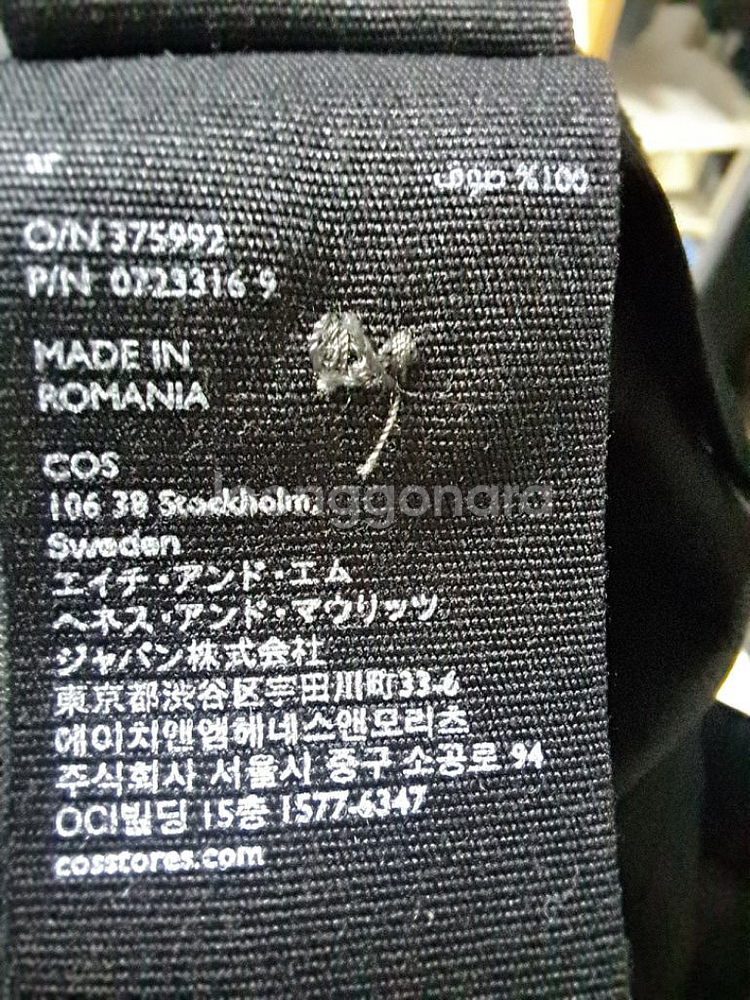 ar
%100 صوف
O/N 375992
P/N 0723316-9
MADE IN
ROMANIA
COS
106 38 Stockholm,
Sweden
エイチ・アンド・エム
ヘネス・アンド・マウリッツ
ジャパン株式会社
東京都渋谷区宇田川町33-6
에이치앤엠헤네스앤모리츠
주식회사 서울시 중구 소공로 94
OCI빌딩 15층 1577-6347
cosstores.com
joonggonara